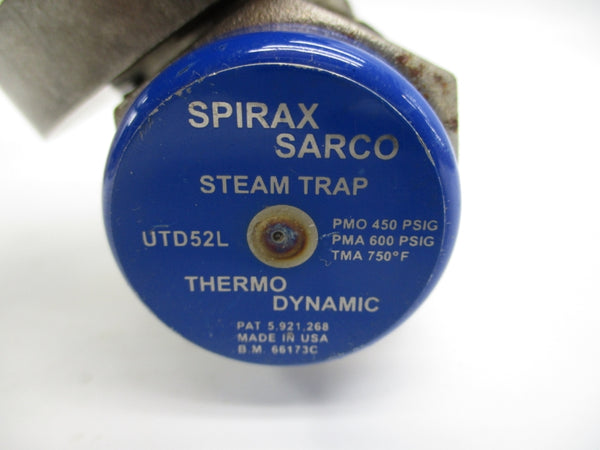 SPIRAX
SARCO
STEAM TRAP
UTD52L
PMO 450 PSIG
PMA 600 PSIG
TMA 750°F
THERMO
DYNAMIC
PAT 5,921,268
MADE IN USA
B.M. 66173C